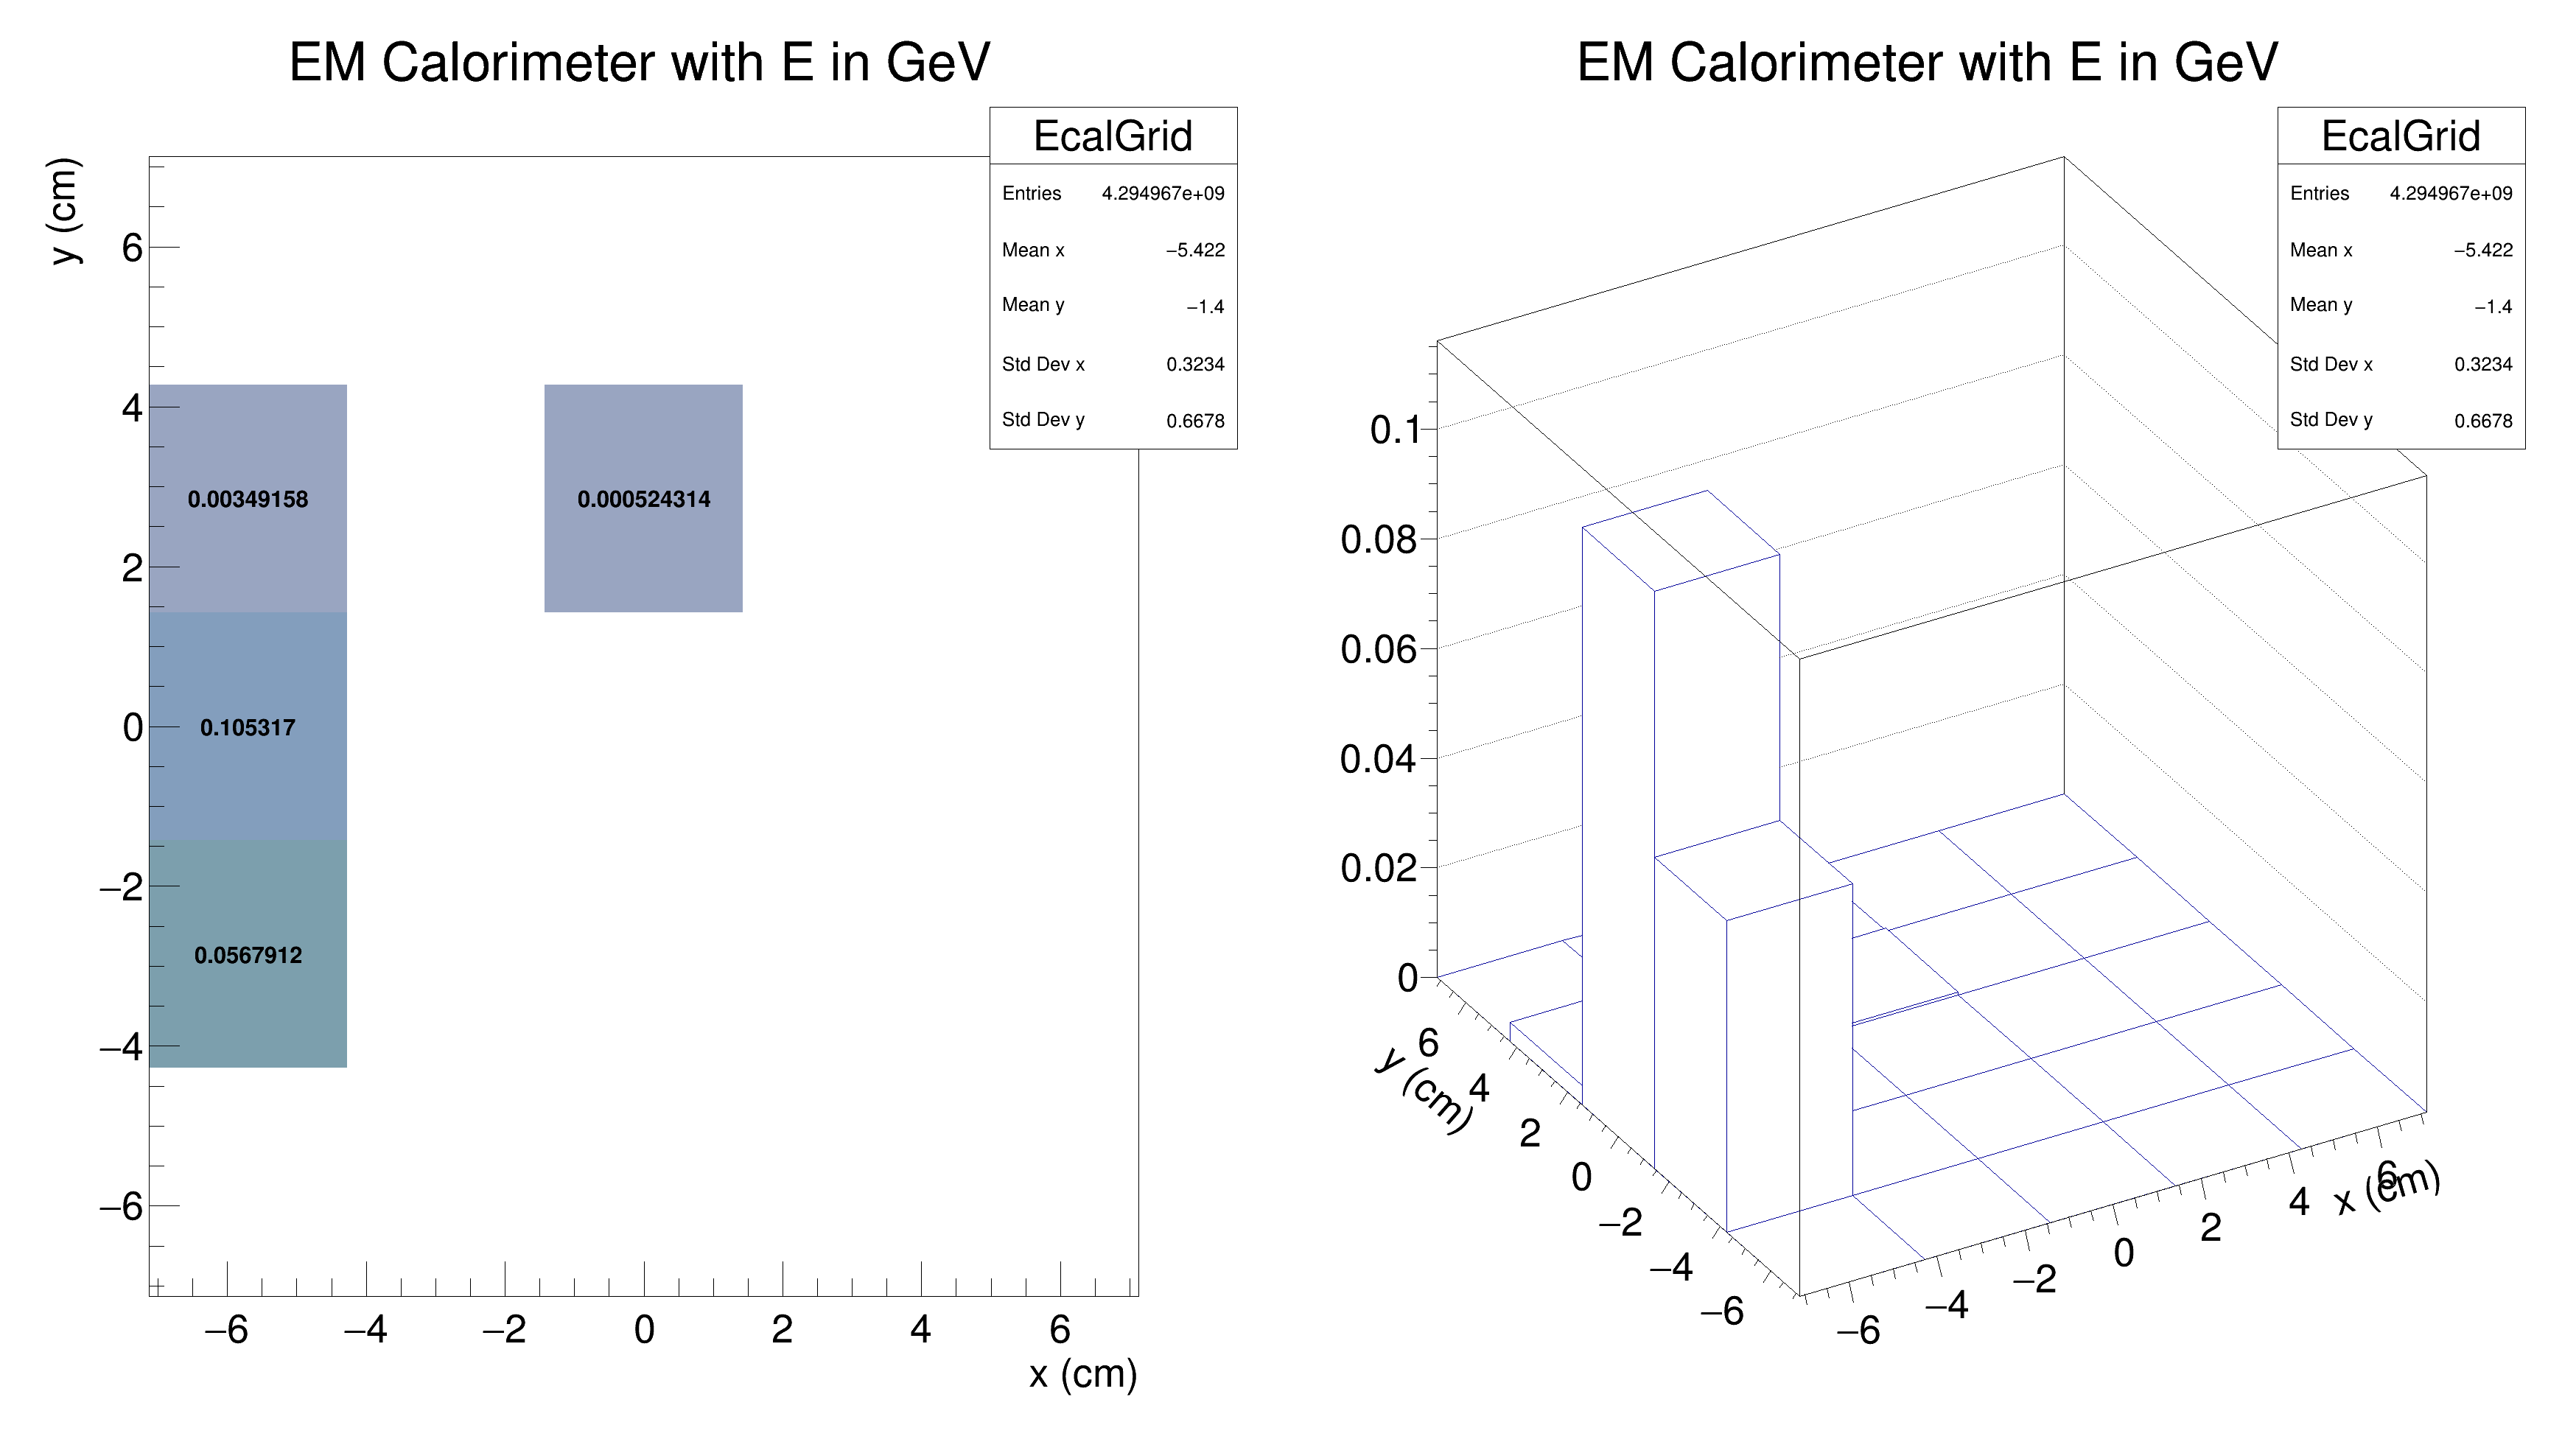 EM Calorimeter with E in GeV
EcalGrid
Entries 4.294967e+09
Mean x −5.422
Mean y −1.4
Std Dev x 0.3234
Std Dev y 0.6678
y (cm)
6
4
2
0
−2
−4
−6
0.00349158
0.000524314
0.105317
0.0567912
−6
−4
−2
0
2
4
6
x (cm)
EM Calorimeter with E in GeV
EcalGrid
Entries 4.294967e+09
Mean x −5.422
Mean y −1.4
Std Dev x 0.3234
Std Dev y 0.6678
0.1
0.08
0.06
0.04
0.02
0
y (cm)
6
4
2
0
−2
−4
−6
−6
−4
−2
0
2
4
6
x (cm)